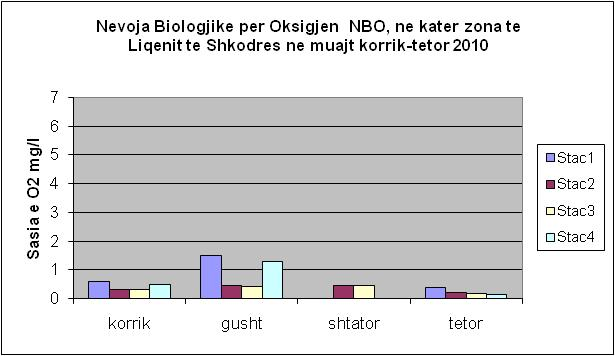 Nevoja Biologjike per Oksigjen  NBO, ne kater zona te
Liqenit te Shkodres ne muajt korrik-tetor 2010
Sasia e O2 mg/l
7
6
5
4
3
2
1
0
korrik gusht shtator tetor
Stac1
Stac2
Stac3
Stac4